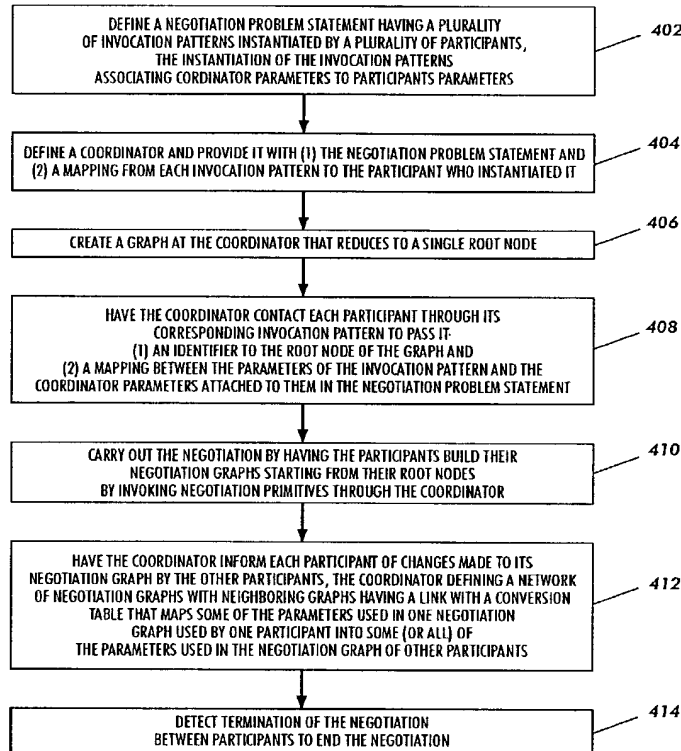 DEFINE A NEGOTIATION PROBLEM STATEMENT HAVING A PLURALITY
OF INVOCATION PATTERNS INSTANTIATED BY A PLURALITY OF PARTICIPANTS,
THE INSTANTIATION OF THE INVOCATION PATTERNS
ASSOCIATING CORDINATOR PARAMETERS TO PARTICIPANTS PARAMETERS
402
DEFINE A COORDINATOR AND PROVIDE IT WITH (1) THE NEGOTIATION PROBLEM STATEMENT AND
(2) A MAPPING FROM EACH INVOCATION PATTERN TO THE PARTICIPANT WHO INSTANTIATED IT
404
CREATE A GRAPH AT THE COORDINATOR THAT REDUCES TO A SINGLE ROOT NODE
406
HAVE THE COORDINATOR CONTACT EACH PARTICIPANT THROUGH ITS
CORRESPONDING INVOCATION PATTERN TO PASS IT:
(1) AN IDENTIFIER TO THE ROOT NODE OF THE GRAPH AND
(2) A MAPPING BETWEEN THE PARAMETERS OF THE INVOCATION PATTERN AND THE
COORDINATOR PARAMETERS ATTACHED TO THEM IN THE NEGOTIATION PROBLEM STATEMENT
408
CARRY OUT THE NEGOTIATION BY HAVING THE PARTICIPANTS BUILD THEIR
NEGOTIATION GRAPHS STARTING FROM THEIR ROOT NODES
BY INVOKING NEGOTIATION PRIMITIVES THROUGH THE COORDINATOR
410
HAVE THE COORDINATOR INFORM EACH PARTICIPANT OF CHANGES MADE TO ITS
NEGOTIATION GRAPH BY THE OTHER PARTICIPANTS, THE COORDINATOR DEFINING A NETWORK
OF NEGOTIATION GRAPHS WITH NEIGHBORING GRAPHS HAVING A LINK WITH A CONVERSION
TABLE THAT MAPS SOME OF THE PARAMETERS USED IN ONE NEGOTIATION
GRAPH USED BY ONE PARTICIPANT INTO SOME (OR ALL) OF
THE PARAMETERS USED IN THE NEGOTIATION GRAPH OF OTHER PARTICIPANTS
412
DETECT TERMINATION OF THE NEGOTIATION
BETWEEN PARTICIPANTS TO END THE NEGOTIATION
414